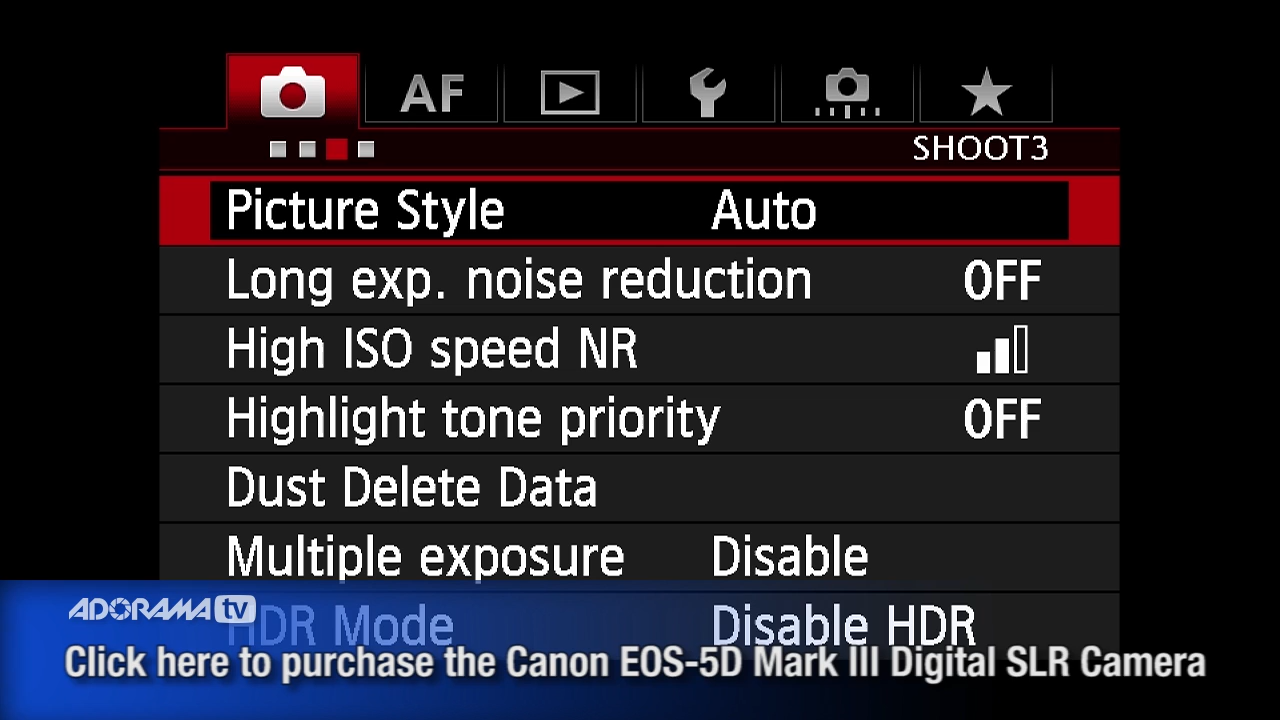 AF
SHOOT3
Picture Style Auto
Long exp. noise reduction OFF
High ISO speed NR
Highlight tone priority OFF
Dust Delete Data
Multiple exposure Disable
HDR Mode Disable HDR
ADORAMA tv
Click here to purchase the Canon EOS-5D Mark III Digital SLR Camera